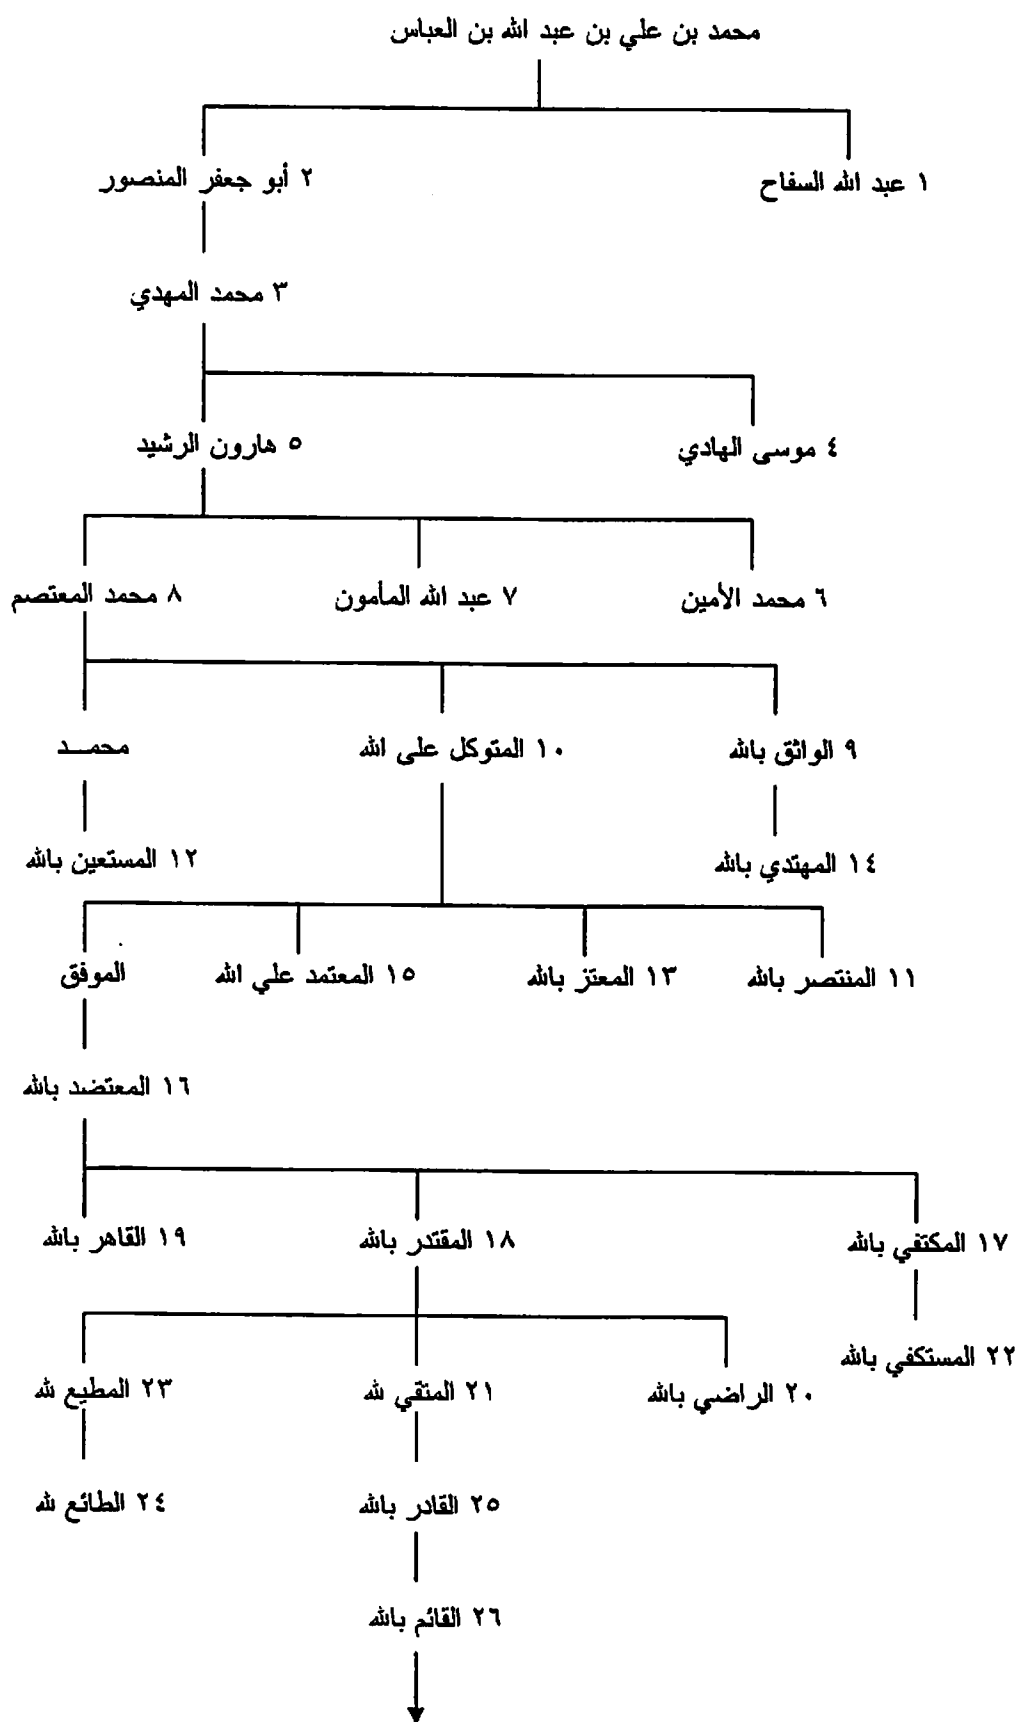 محمد بن علي بن عبد الله بن العباس
١ عبد الله السفاح
٢ أبو جعفر المنصور
٣ محمد المهدي
٤ موسى الهادي
٥ هارون الرشيد
٦ محمد الأمين
٧ عبد الله المأمون
٨ محمد المعتصم
٩ الواثق بالله
١٠ المتوكل على الله
محمــد
١٤ المهتدي بالله
١٢ المستعين بالله
١١ المنتصر بالله
١٣ المعتز بالله
١٥ المعتمد علي الله
الموفق
١٦ المعتضد بالله
١٧ المكتفي بالله
١٨ المقتدر بالله
١٩ القاهر بالله
٢٢ المستكفي بالله
٢٠ الراضي بالله
٢١ المتقي لله
٢٣ المطيع لله
٢٥ القادر بالله
٢٤ الطائع لله
٢٦ القائم بالله